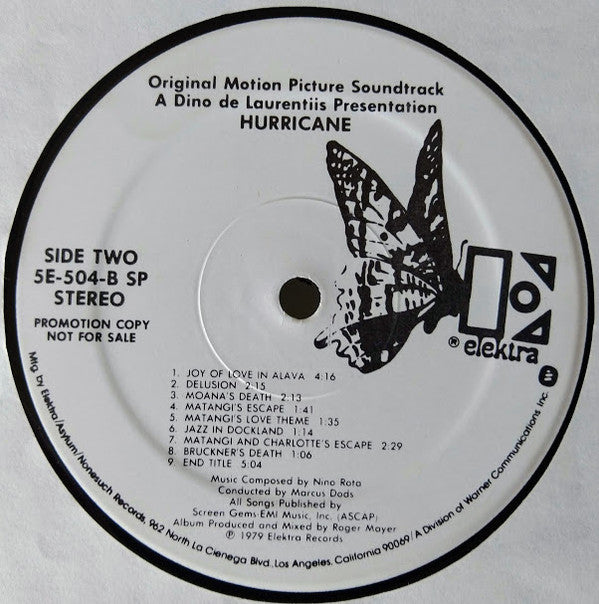 Original Motion Picture Soundtrack
A Dino de Laurentiis Presentation
HURRICANE
SIDE TWO
5E-504-B SP
STEREO
PROMOTION COPY
NOT FOR SALE
® elektra
1. JOY OF LOVE IN ALAVA 4:16
2. DELUSION 2:15
3. MOANA'S DEATH 2:13
4. MATANGI'S ESCAPE 1:41
5. MATANGI'S LOVE THEME 1:35
6. JAZZ IN DOCKLAND 1:14
7. MATANGI AND CHARLOTTE'S ESCAPE 2:29
8. BRUCKNER'S DEATH 1:06
9. END TITLE 5:04
Music Composed by Nino Rota
Conducted by Marcus Dods
All Songs Published by
Screen Gems-EMI Music, Inc. (ASCAP)
Album Produced and Mixed by Roger Mayer
℗ 1979 Elektra Records
Mfg. by Elektra/Asylum/Nonesuch Records, 962 North La Cienega Blvd., Los Angeles, California 90069/A Division of Warner Communications Inc.